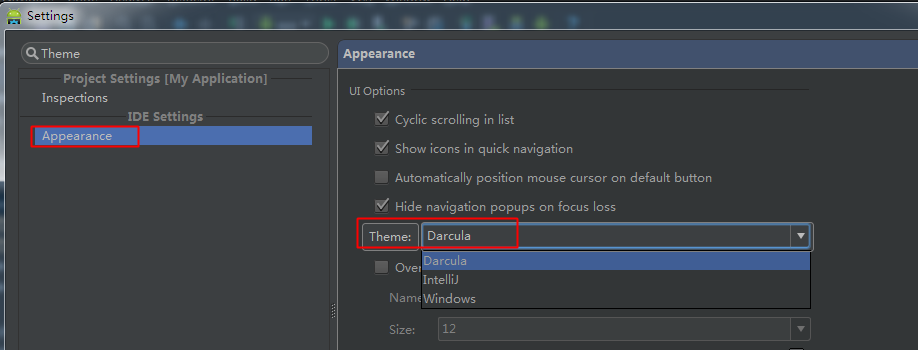 Settings
Theme
Project Settings [My Application]
Inspections
IDE Settings
Appearance
Appearance
UI Options
Cyclic scrolling in list
Show icons in quick navigation
Automatically position mouse cursor on default button
Hide navigation popups on focus loss
Theme: Darcula
Darcula
IntelliJ
Windows
Size: 12